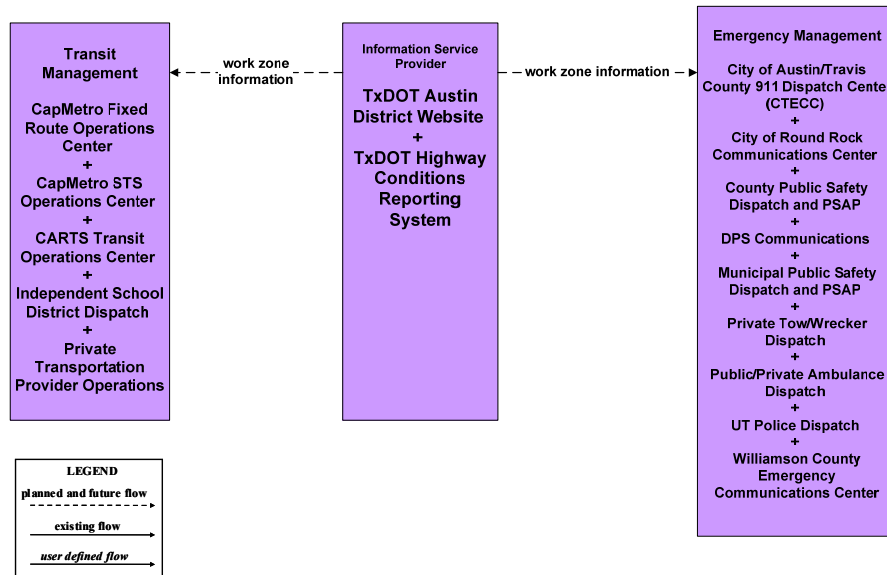 Transit
Management
CapMetro Fixed
Route Operations
Center
+
CapMetro STS
Operations Center
+
CARTS Transit
Operations Center
+
Independent School
District Dispatch
+
Private
Transportation
Provider Operations
work zone
information
Information Service
Provider
TxDOT Austin
District Website
+
TxDOT Highway
Conditions
Reporting
System
work zone information
Emergency Management
City of Austin/Travis
County 911 Dispatch Cente
(CTECC)
+
City of Round Rock
Communications Center
+
County Public Safety
Dispatch and PSAP
+
DPS Communications
+
Municipal Public Safety
Dispatch and PSAP
+
Private Tow/Wrecker
Dispatch
+
Public/Private Ambulance
Dispatch
+
UT Police Dispatch
+
Williamson County
Emergency
Communications Center
LEGEND
planned and future flow
existing flow
user defined flow